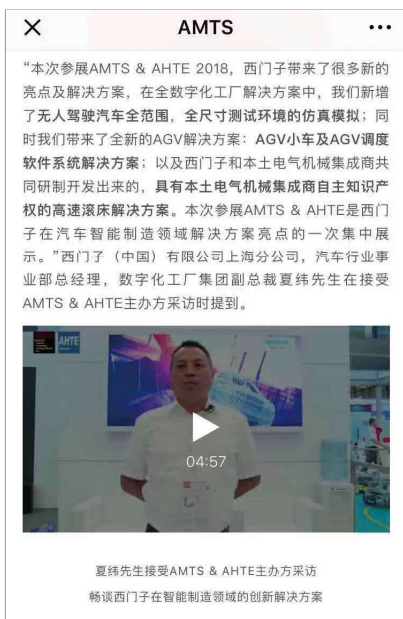 AMTS
“本次参展AMTS & AHTE 2018，西门子带来了很多新的
亮点及解决方案，在全数字化工厂解决方案中，我们新增
了无人驾驶汽车全范围，全尺寸测试环境的仿真模拟；同
时我们带来了全新的AGV解决方案：AGV小车及AGV调度
软件系统解决方案；以及西门子和本土电气机械集成商共
同研制开发出来的，具有本土电气机械集成商自主知识产
权的高速滚床解决方案。本次参展AMTS & AHTE是西门
子在汽车智能制造领域解决方案亮点的一次集中展
示。”西门子（中国）有限公司上海分公司，汽车行业事
业部总经理，数字化工厂集团副总裁夏纬先生在接受
AMTS & AHTE主办方采访时提到。
AHTE
04:57
夏纬先生接受AMTS & AHTE主办方采访
畅谈西门子在智能制造领域的创新解决方案